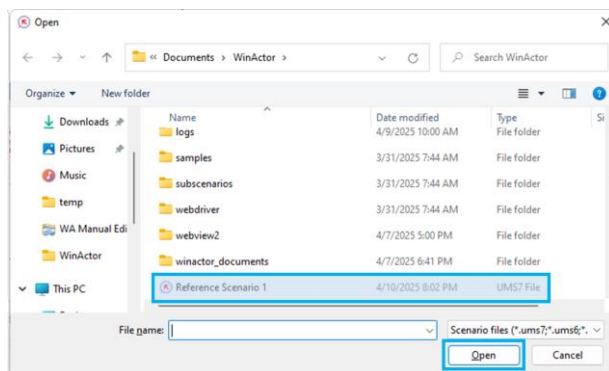 Open
« Documents › WinActor ›
Search WinActor
Organize
New folder
Name Date modified Type Si
Downloads
Pictures
Music
temp
WA Manual Edi
WinActor
This PC
logs 4/9/2025 10:00 AM File folder
samples 3/31/2025 7:44 AM File folder
subscenarios 3/31/2025 7:44 AM File folder
webdriver 3/31/2025 7:44 AM File folder
webview2 4/7/2025 5:00 PM File folder
winactor_documents 4/7/2025 6:41 PM File folder
Reference Scenario 1 4/10/2025 8:02 PM UMS7 File
File name:
Scenario files (*.ums7;*.ums6;*.
Open
Cancel